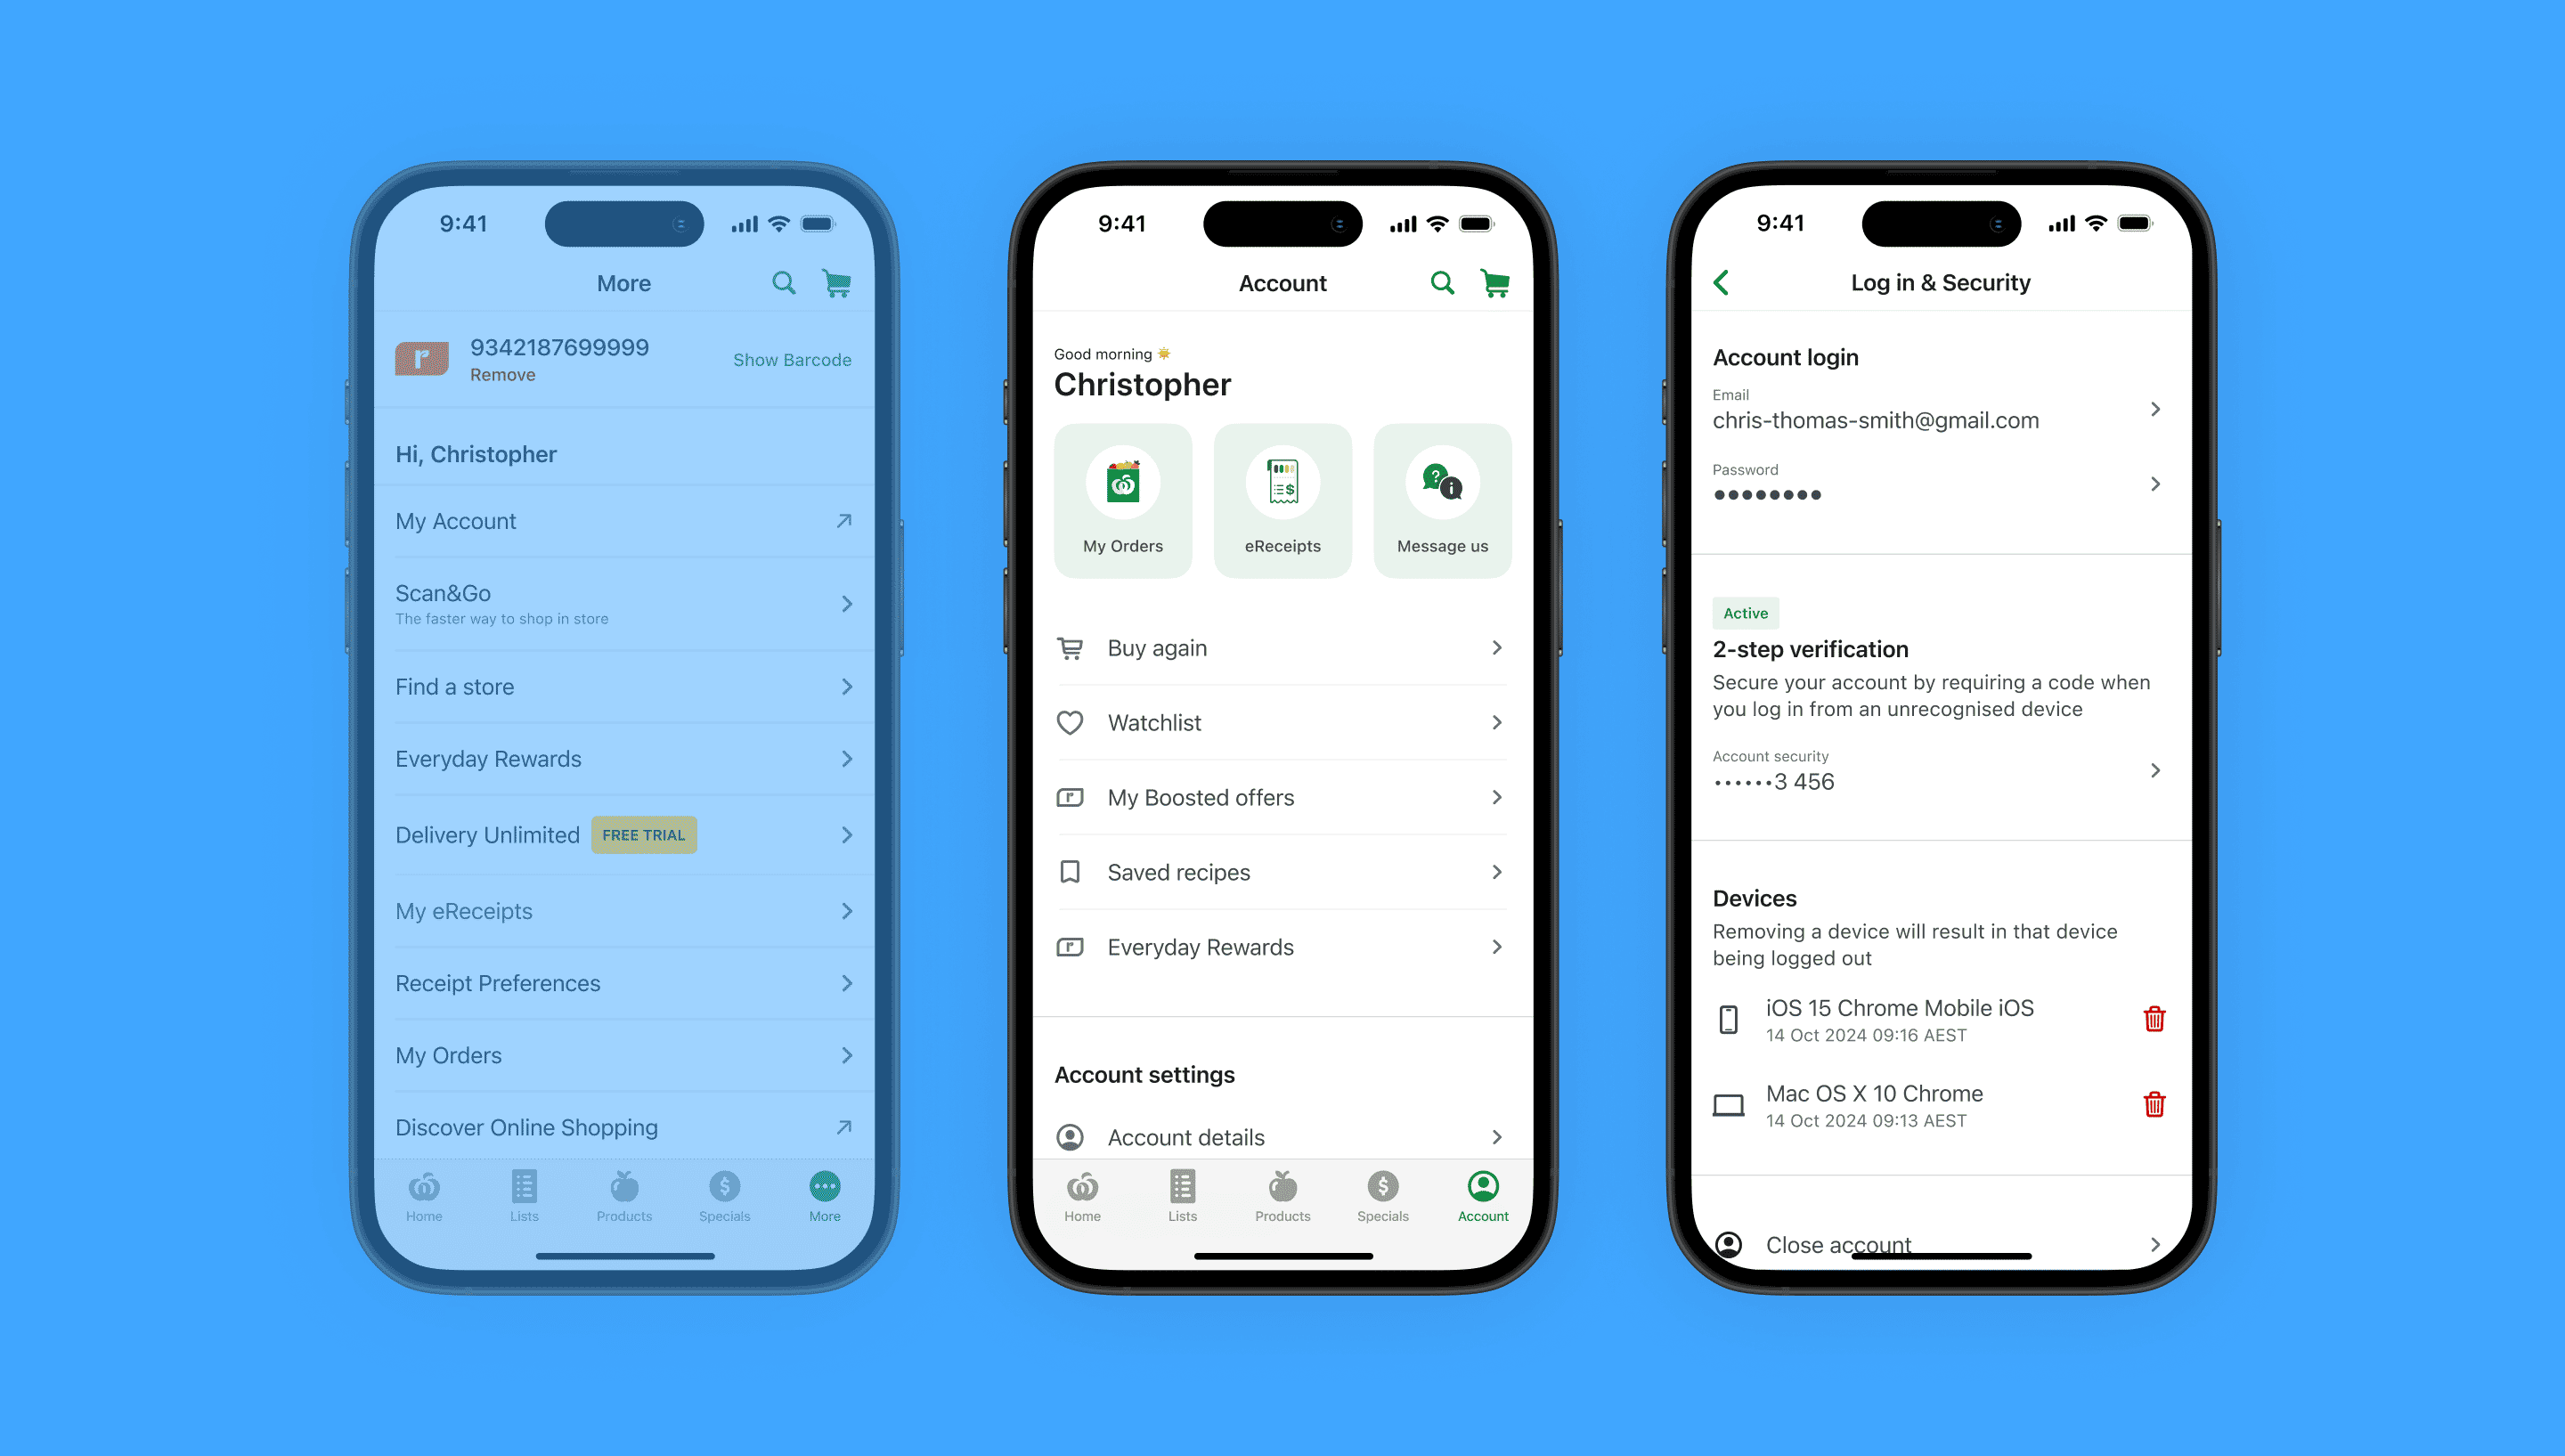 9:41
More
r
9342187699999
Remove
Show Barcode
Hi, Christopher
My Account
Scan&Go
The faster way to shop in store
Find a store
Everyday Rewards
Delivery Unlimited FREE TRIAL
My eReceipts
Receipt Preferences
My Orders
Discover Online Shopping
Home Lists Products Specials More
9:41
Account
Good morning
Christopher
My Orders eReceipts Message us
Buy again
Watchlist
My Boosted offers
Saved recipes
Everyday Rewards
Account settings
Account details
Home Lists Products Specials Account
9:41
Log in & Security
Account login
Email
chris-thomas-smith@gmail.com
Password
••••••••
Active
2-step verification
Secure your account by requiring a code when
you log in from an unrecognised device
Account security
••••••3 456
Devices
Removing a device will result in that device
being logged out
iOS 15 Chrome Mobile iOS
14 Oct 2024 09:16 AEST
Mac OS X 10 Chrome
14 Oct 2024 09:13 AEST
Close account